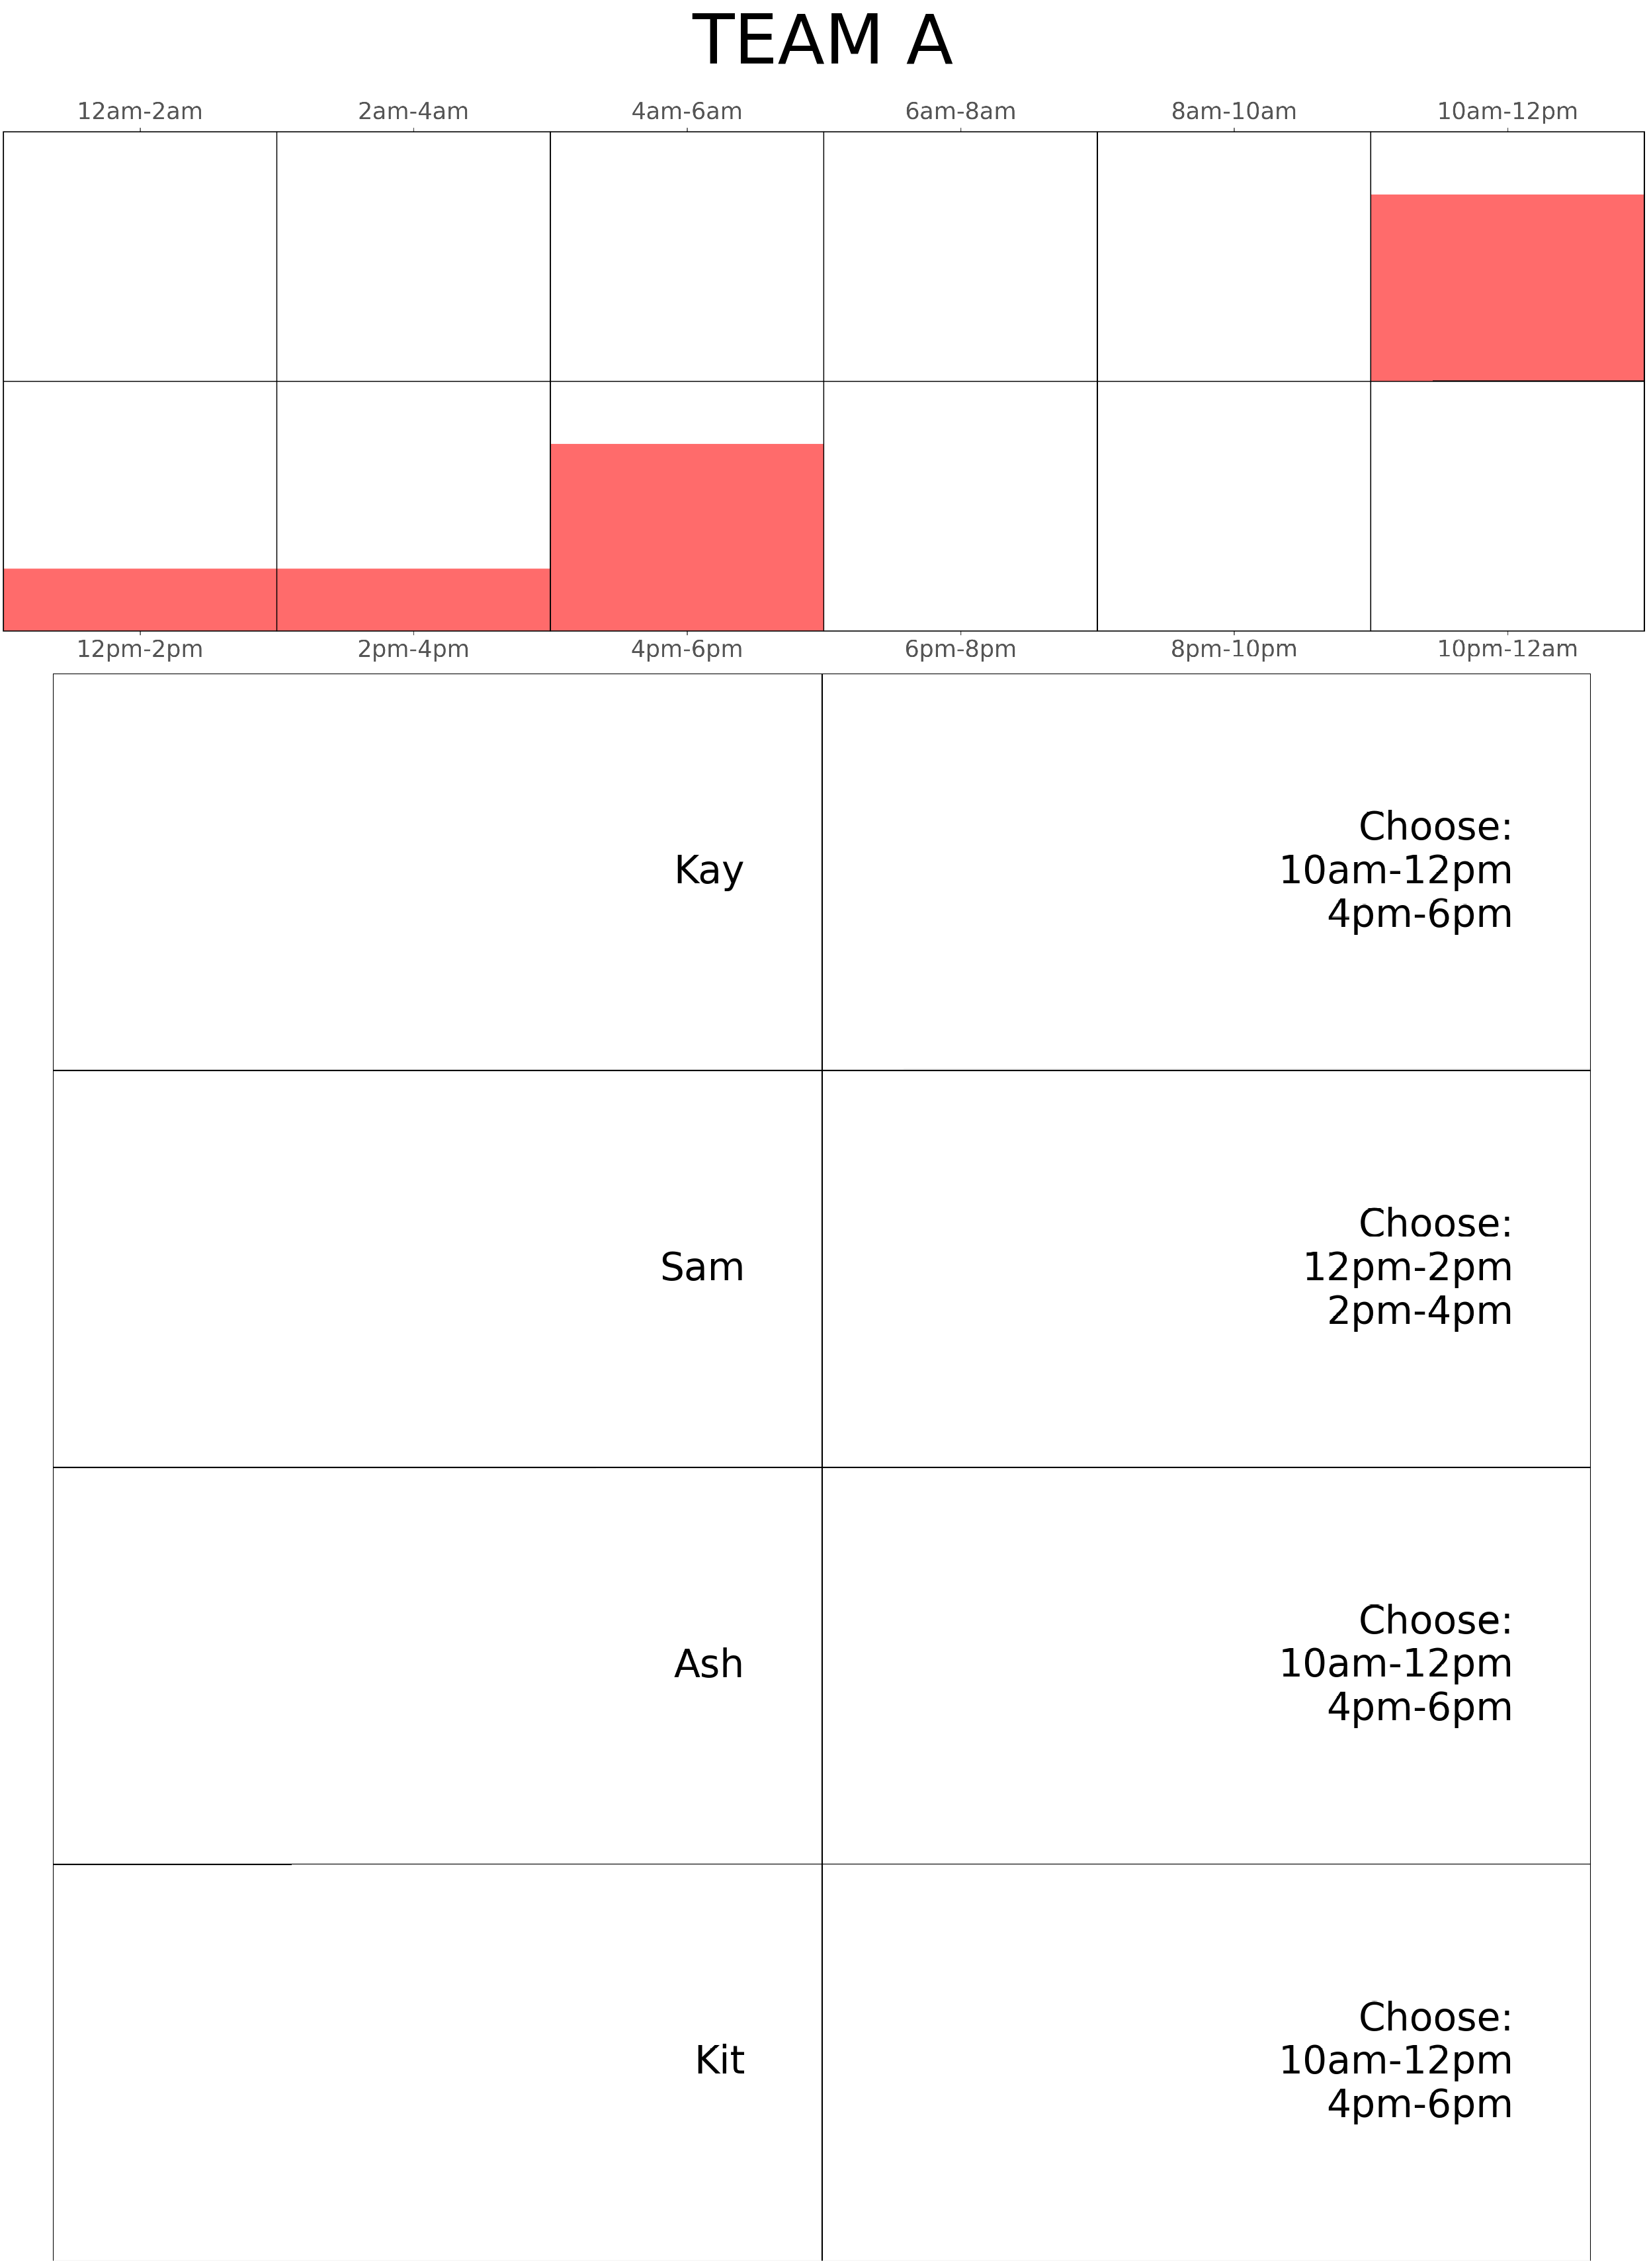 TEAM A
12am-2am 2am-4am 4am-6am 6am-8am 8am-10am 10am-12pm
12pm-2pm 2pm-4pm 4pm-6pm 6pm-8pm 8pm-10pm 10pm-12am
Kay
Choose:
10am-12pm
4pm-6pm
Sam
Choose:
12pm-2pm
2pm-4pm
Ash
Choose:
10am-12pm
4pm-6pm
Kit
Choose:
10am-12pm
4pm-6pm